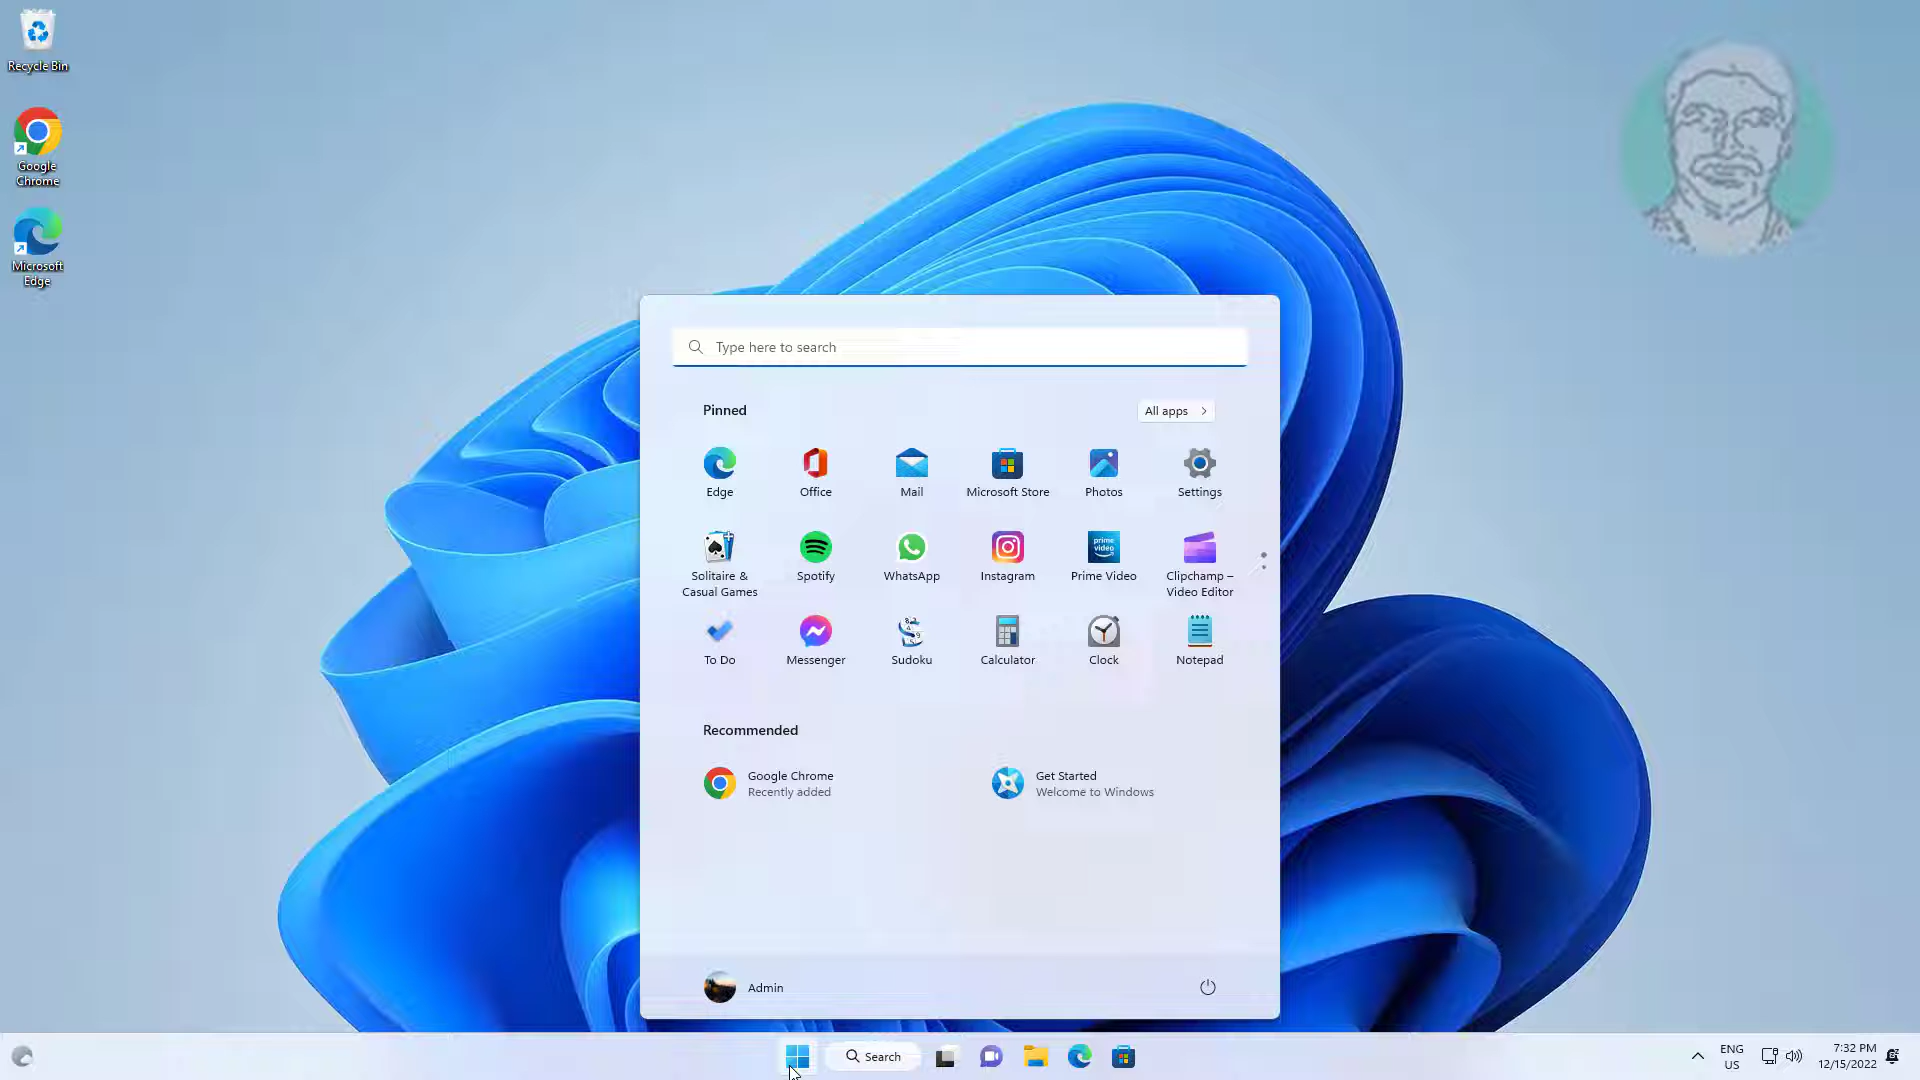 Recycle Bin
Google
Chrome
Microsoft
Edge
Type here to search
Pinned
All apps
Edge
Office
Mail
Microsoft Store
Photos
Settings
Solitaire &
Casual Games
Spotify
WhatsApp
Instagram
prime
video
Prime Video
Clipchamp –
Video Editor
To Do
Messenger
Sudoku
Calculator
Clock
Notepad
Recommended
Google Chrome
Recently added
Get Started
Welcome to Windows
Admin
Search
ENG
US
7:32 PM
12/15/2022